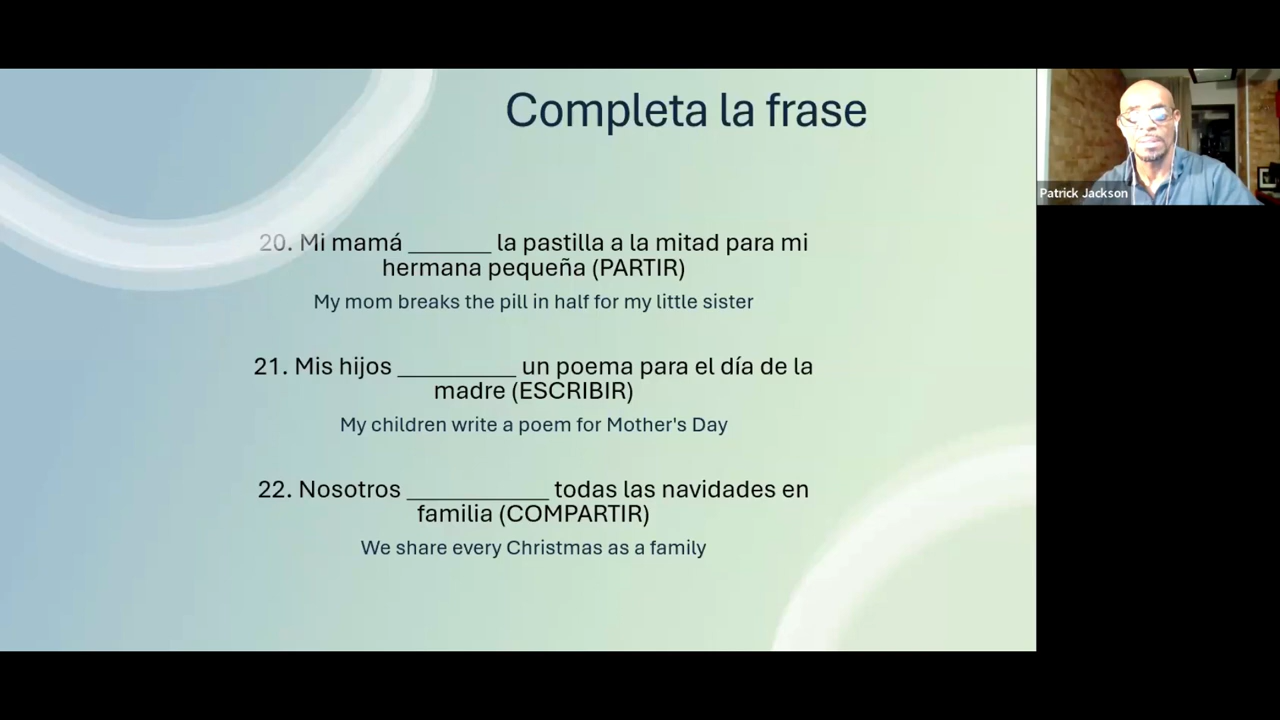 Completa la frase
20. Mi mamá _______ la pastilla a la mitad para mi
hermana pequeña (PARTIR)
My mom breaks the pill in half for my little sister
21. Mis hijos __________ un poema para el día de la
madre (ESCRIBIR)
My children write a poem for Mother's Day
22. Nosotros ____________ todas las navidades en
familia (COMPARTIR)
We share every Christmas as a family
Patrick Jackson